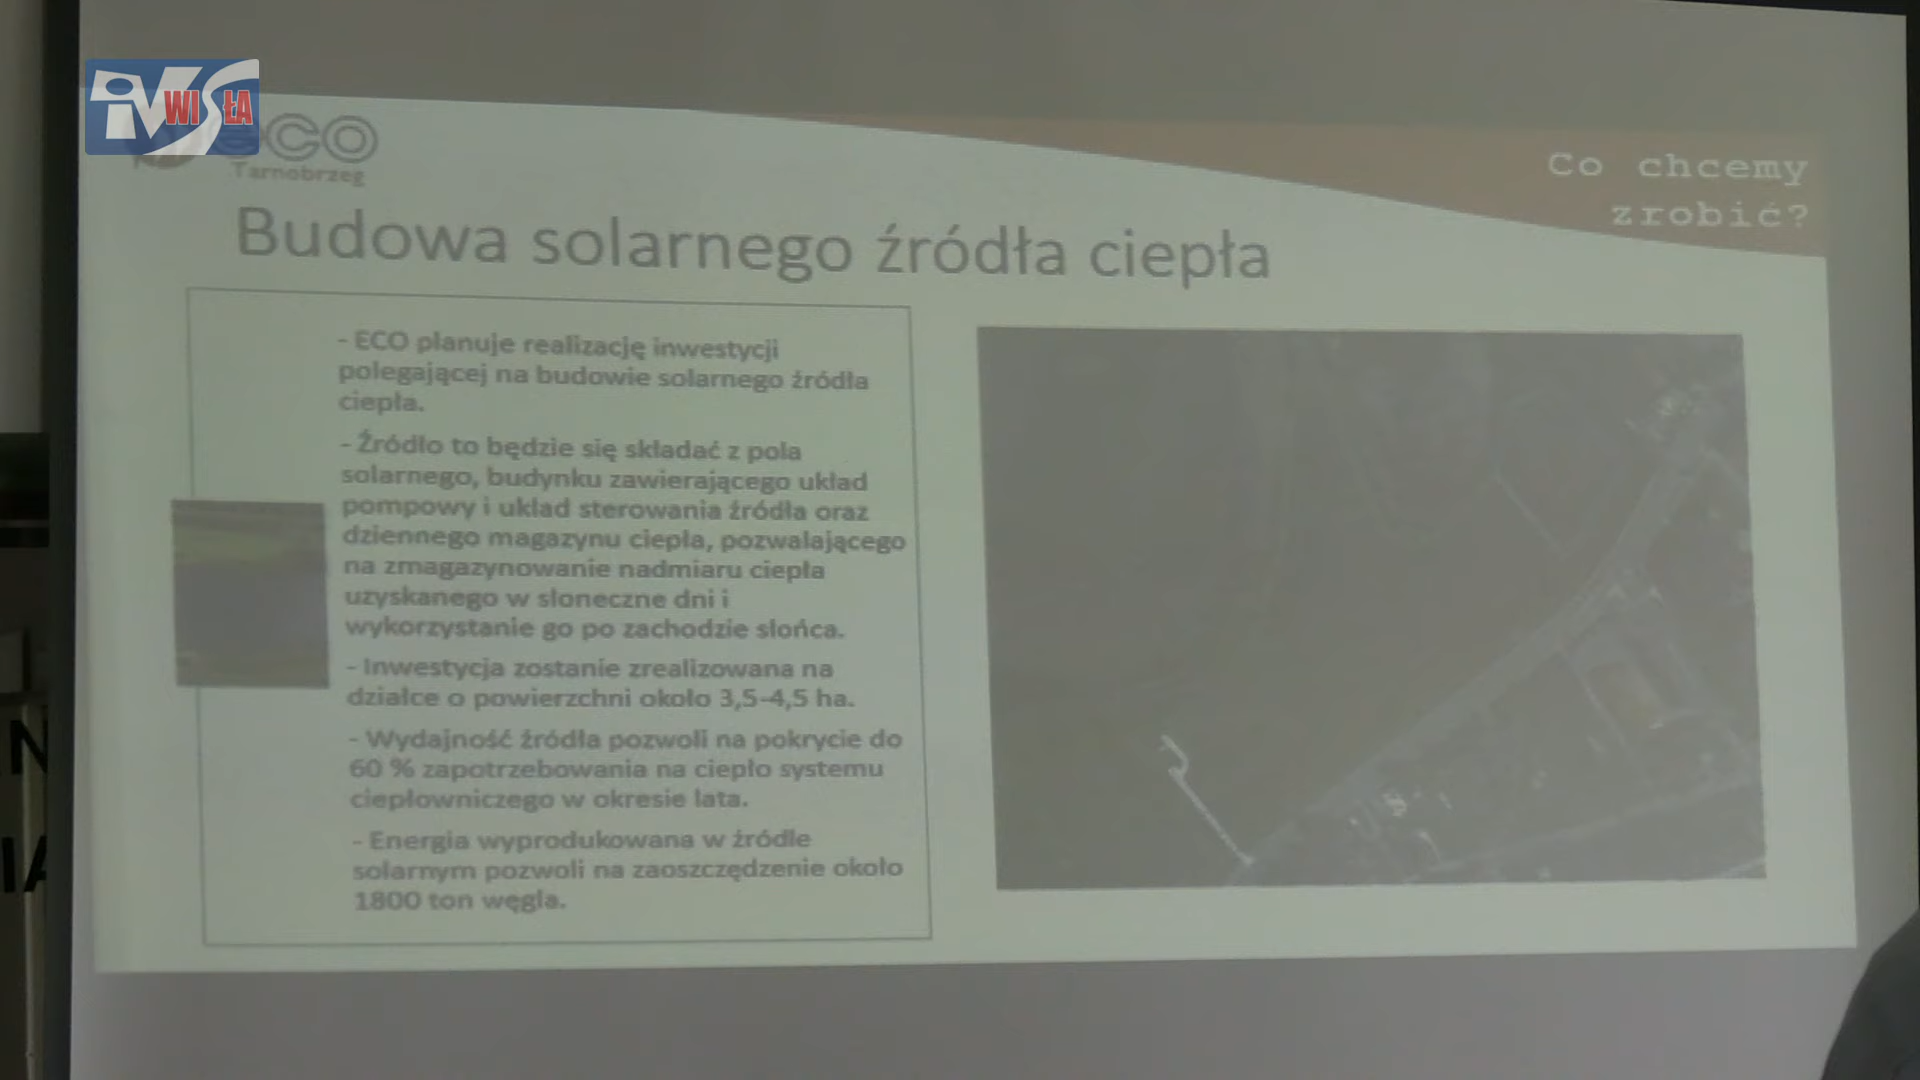 iVSŁ
WISŁA
eco
Tarnobrzeg
Co chcemy
zrobić?
Budowa solarnego źródła ciepła
- ECO planuje realizację inwestycji
polegającej na budowie solarnego źródła
ciepła.
- Źródło to będzie się składać z pola
solarnego, budynku zawierającego układ
pompowy i układ sterowania źródła oraz
dziennego magazynu ciepła, pozwalającego
na zmagazynowanie nadmiaru ciepła
uzyskanego w słoneczne dni i
wykorzystanie go po zachodzie słońca.
- Inwestycja zostanie zrealizowana na
działce o powierzchni około 3,5-4,5 ha.
- Wydajność źródła pozwoli na pokrycie do
60 % zapotrzebowania na ciepło systemu
ciepłowniczego w okresie lata.
- Energia wyprodukowana w źródle
solarnym pozwoli na zaoszczędzenie około
1800 ton węgla.